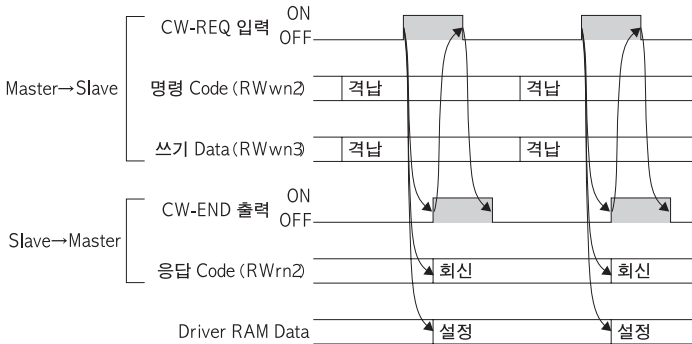 CW-REQ 입력 ON
OFF
Master→Slave
명령 Code (RWwn2) 격납 격납
쓰기 Data (RWwn3) 격납 격납
CW-END 출력 ON
OFF
Slave→Master
응답 Code (RWrn2) 회신 회신
Driver RAM Data 설정 설정